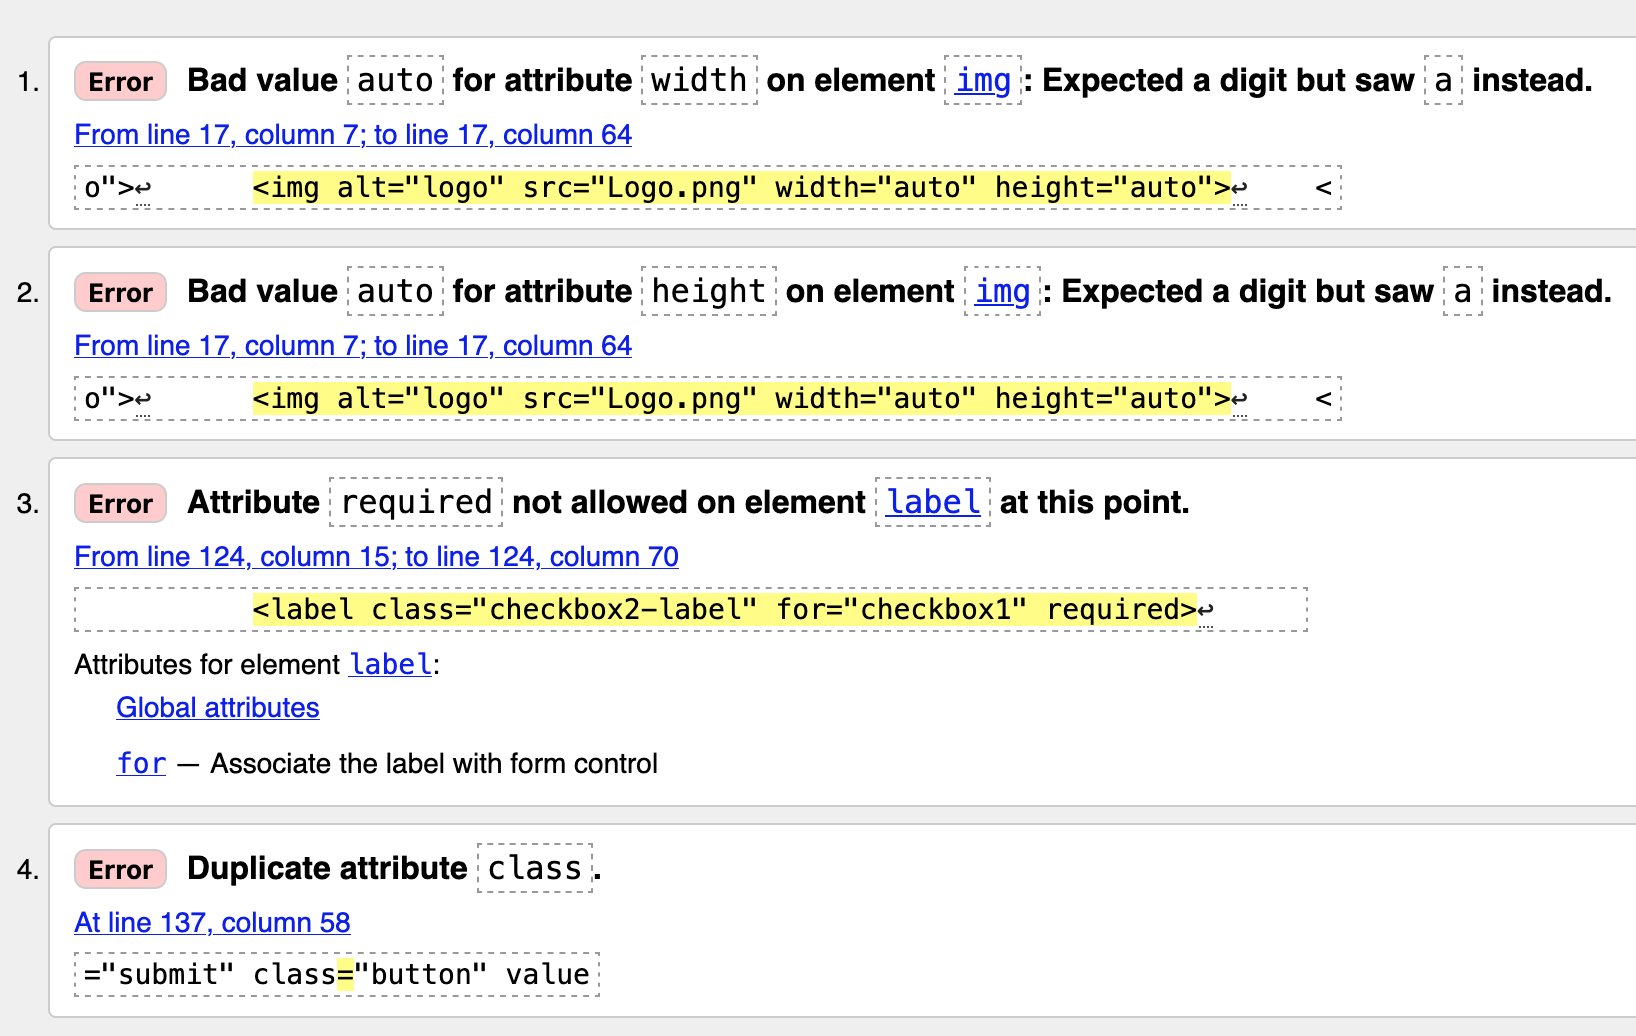 1. Error Bad value auto for attribute width on element img: Expected a digit but saw a instead.
From line 17, column 7; to line 17, column 64
o">↩      <img alt="logo" src="Logo.png" width="auto" height="auto">↩    <
2. Error Bad value auto for attribute height on element img: Expected a digit but saw a instead.
From line 17, column 7; to line 17, column 64
o">↩      <img alt="logo" src="Logo.png" width="auto" height="auto">↩    <
3. Error Attribute required not allowed on element label at this point.
From line 124, column 15; to line 124, column 70
<label class="checkbox2-label" for="checkbox1" required>↩
Attributes for element label:
Global attributes
for — Associate the label with form control
4. Error Duplicate attribute class.
At line 137, column 58
="submit" class="button" value